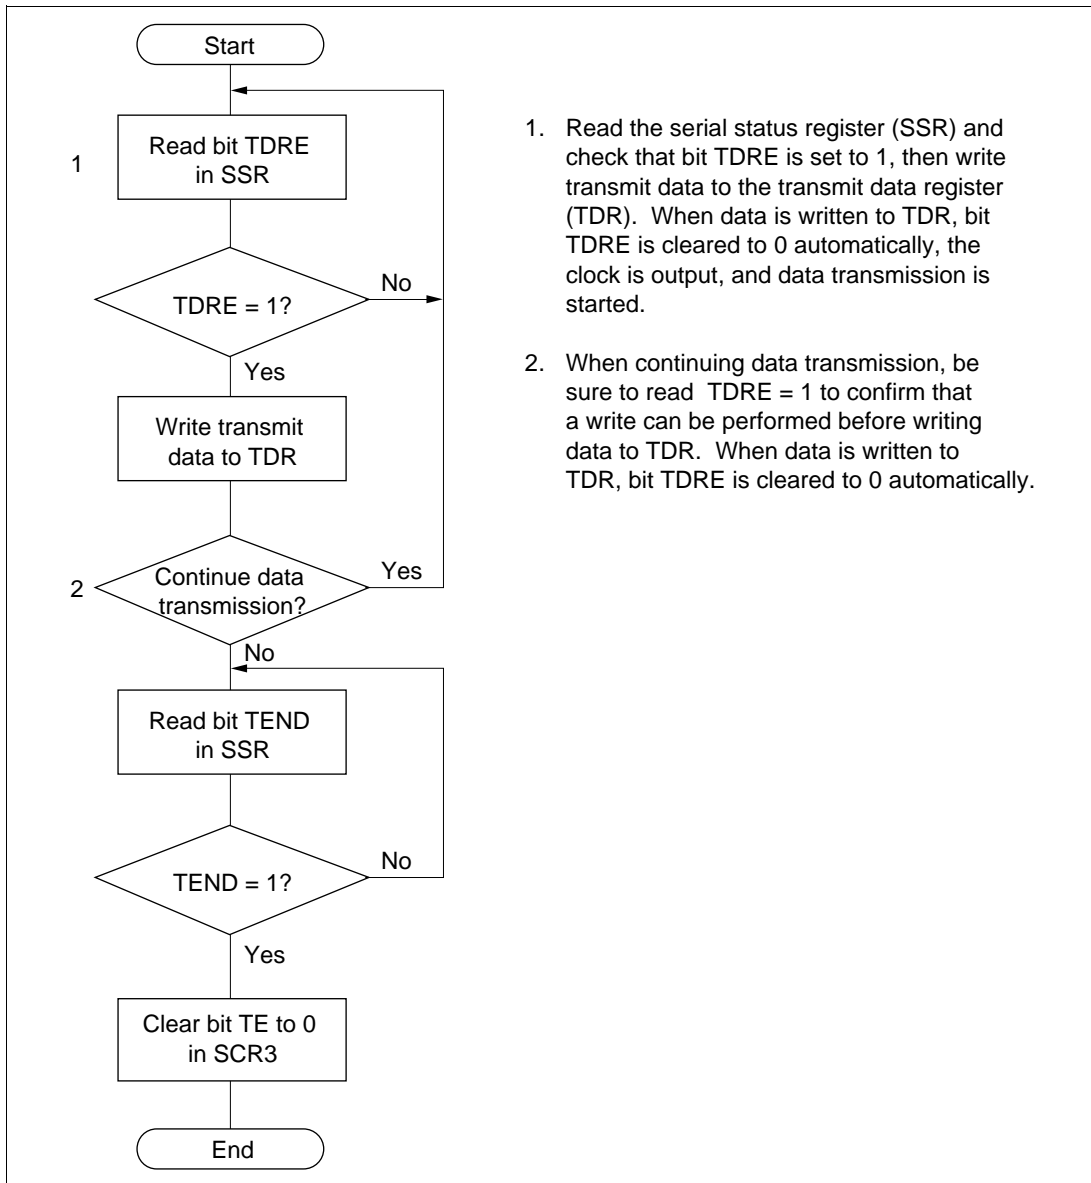 Start
1
Read bit TDRE
in SSR
TDRE = 1?
No
Yes
Write transmit
data to TDR
2
Continue data
transmission?
Yes
No
Read bit TEND
in SSR
TEND = 1?
No
Yes
Clear bit TE to 0
in SCR3
End
1. Read the serial status register (SSR) and
check that bit TDRE is set to 1, then write
transmit data to the transmit data register
(TDR). When data is written to TDR, bit
TDRE is cleared to 0 automatically, the
clock is output, and data transmission is
started.
2. When continuing data transmission, be
sure to read TDRE = 1 to confirm that
a write can be performed before writing
data to TDR. When data is written to
TDR, bit TDRE is cleared to 0 automatically.